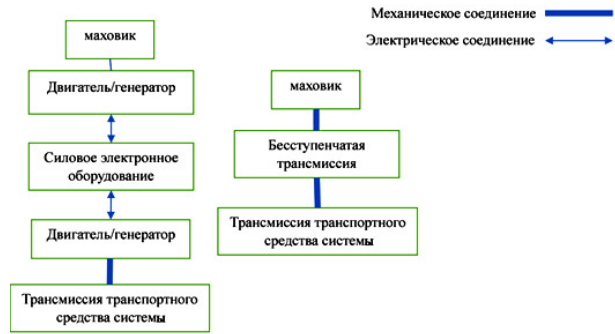 Механическое соединение
Электрическое соединение
маховик
Двигатель/генератор
Силовое электронное
оборудование
Двигатель/генератор
Трансмиссия транспортного
средства системы
маховик
Бесступенчатая
трансмиссия
Трансмиссия транспортного
средства системы